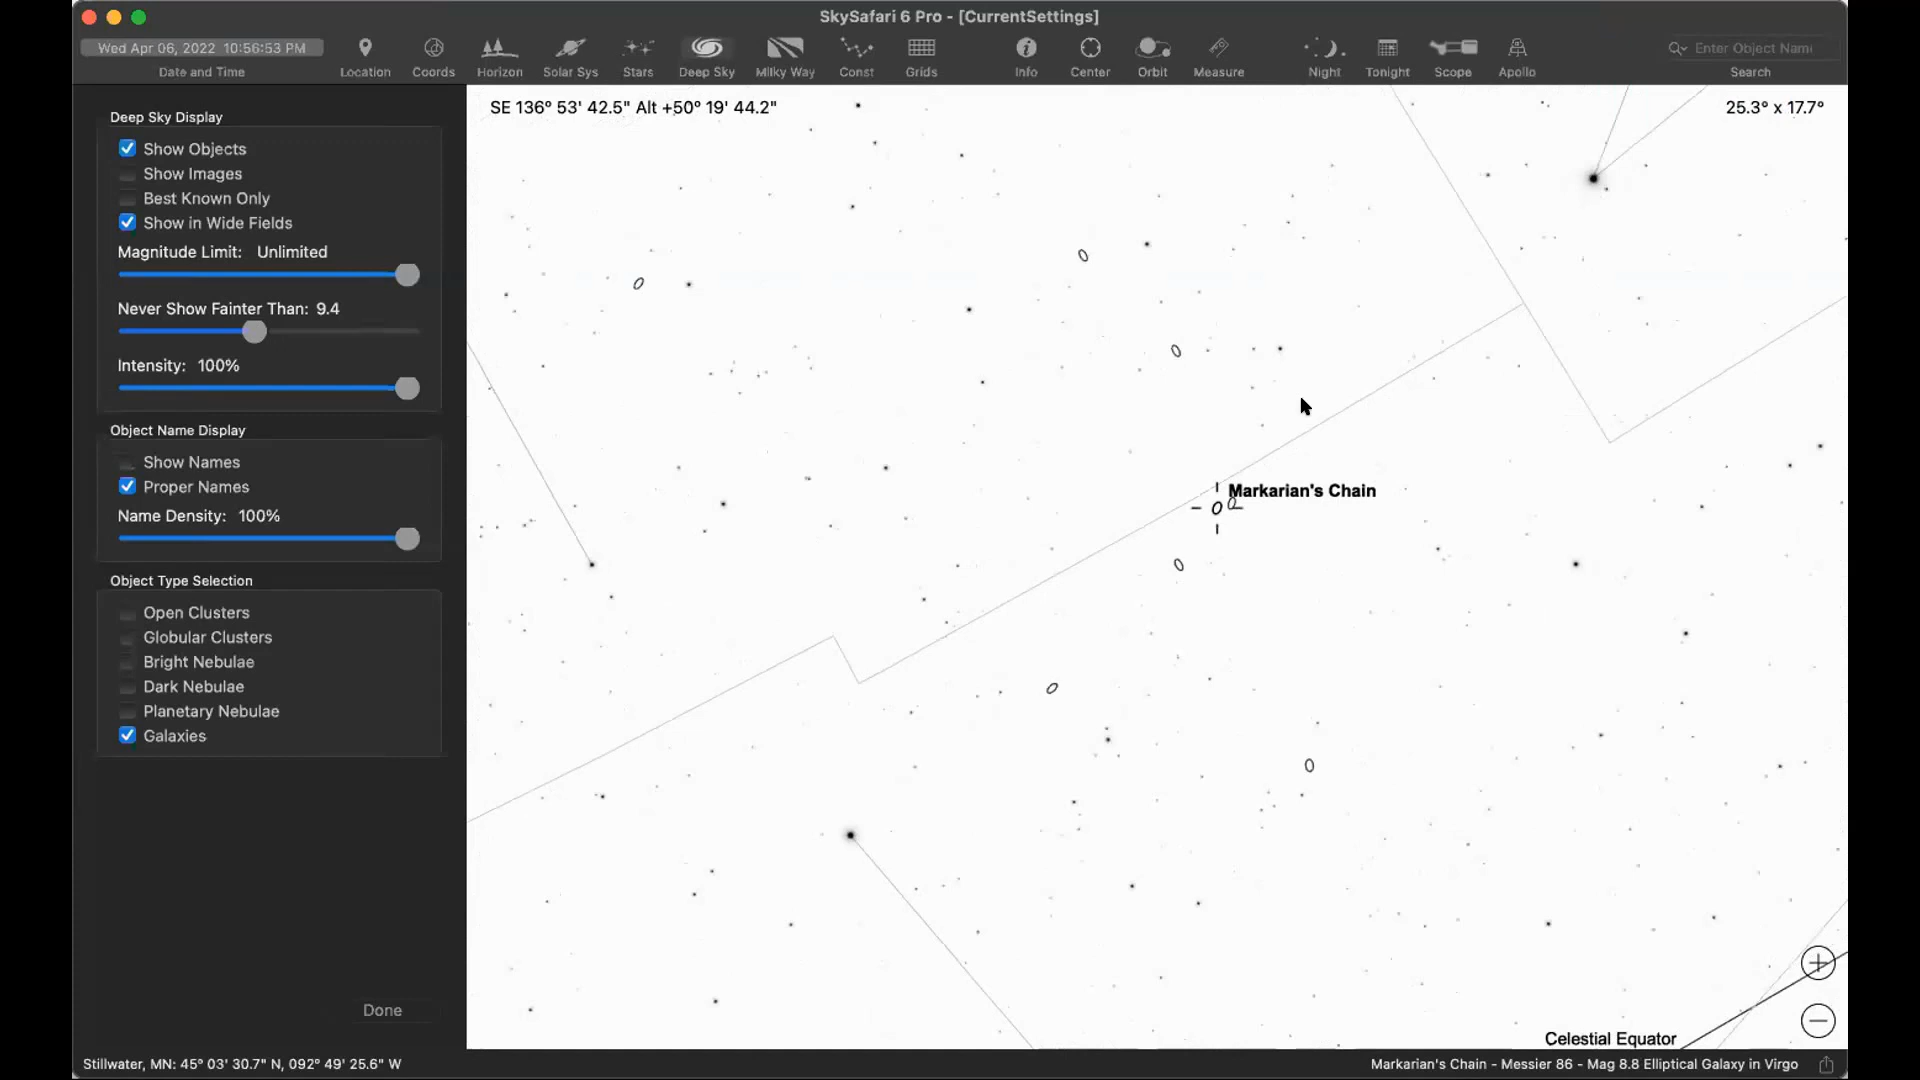 SkySafari 6 Pro - [CurrentSettings]
Wed Apr 06, 2022 10:56:53 PM
Enter Object Name
Date and Time Location Coords Horizon Solar Sys Stars Deep Sky Milky Way Const Grids Info Center Orbit Measure Night Tonight Scope Apollo Search
Deep Sky Display
Show Objects
Show Images
Best Known Only
Show in Wide Fields
Magnitude Limit: Unlimited
Never Show Fainter Than: 9.4
Intensity: 100%
Object Name Display
Show Names
Proper Names
Name Density: 100%
Object Type Selection
Open Clusters
Globular Clusters
Bright Nebulae
Dark Nebulae
Planetary Nebulae
Galaxies
Done
SE 136° 53' 42.5" Alt +50° 19' 44.2"
25.3° x 17.7°
Markarian's Chain
Celestial Equator
Stillwater, MN: 45° 03' 30.7" N, 092° 49' 25.6" W
Markarian's Chain - Messier 86 - Mag 8.8 Elliptical Galaxy in Virgo